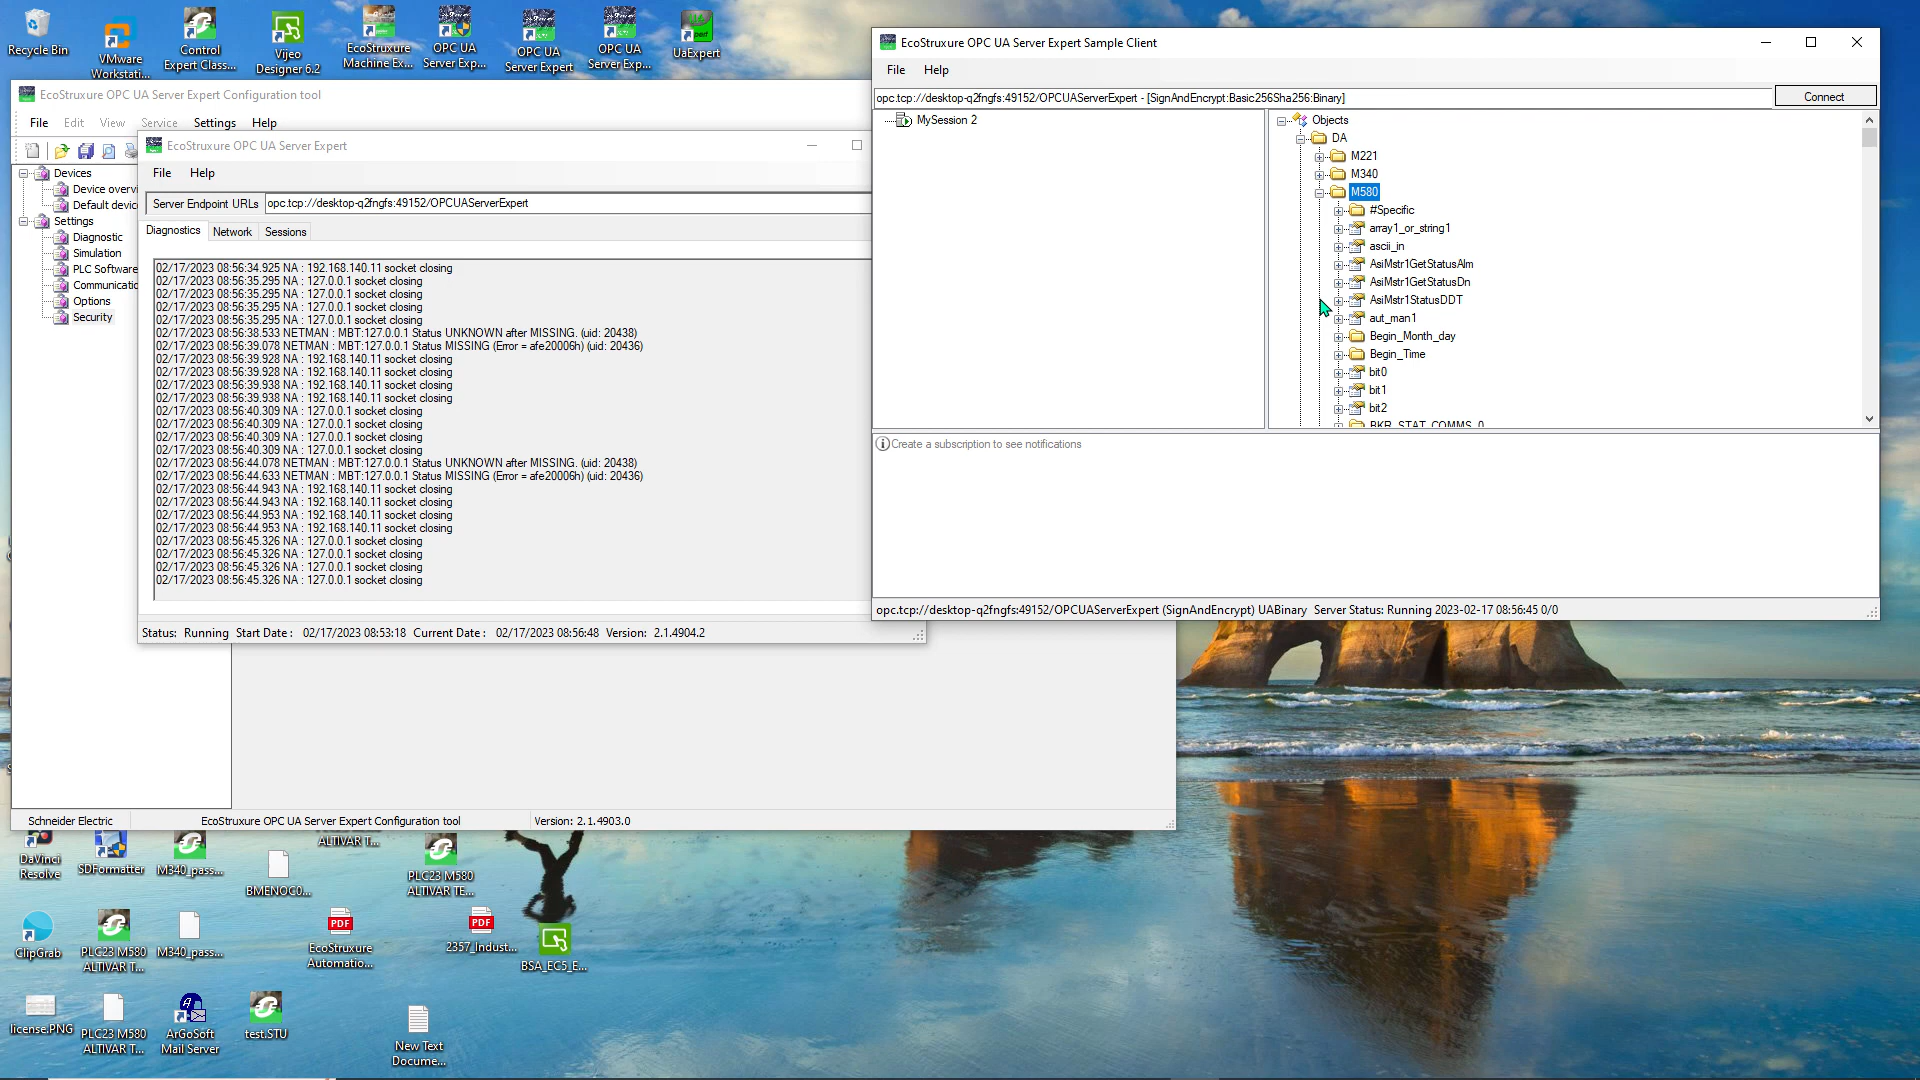 Recycle Bin
VMware
Workstati...
Control
Expert Class...
Vijeo
Designer 6.2
EcoStruxure
Machine Ex...
OPC UA
Server Exp...
OPC UA
Server Expert
OPC UA
Server Exp...
UaExpert
EcoStruxure OPC UA Server Expert Configuration tool
File Edit View Service Settings Help
Devices
Device overvi
Default devic
Settings
Diagnostic
Simulation
PLC Software
Communicatio
Options
Security
Schneider Electric
EcoStruxure OPC UA Server Expert Configuration tool
Version: 2.1.4903.0
EcoStruxure OPC UA Server Expert
File Help
Server Endpoint URLs opc.tcp://desktop-q2fngfs:49152/OPCUAServerExpert
Diagnostics Network Sessions
02/17/2023 08:56:34.925 NA : 192.168.140.11 socket closing
02/17/2023 08:56:35.295 NA : 127.0.0.1 socket closing
02/17/2023 08:56:35.295 NA : 127.0.0.1 socket closing
02/17/2023 08:56:35.295 NA : 127.0.0.1 socket closing
02/17/2023 08:56:35.295 NA : 127.0.0.1 socket closing
02/17/2023 08:56:38.533 NETMAN : MBT:127.0.0.1 Status UNKNOWN after MISSING. (uid: 20438)
02/17/2023 08:56:39.078 NETMAN : MBT:127.0.0.1 Status MISSING (Error = afe20006h) (uid: 20436)
02/17/2023 08:56:39.928 NA : 192.168.140.11 socket closing
02/17/2023 08:56:39.928 NA : 192.168.140.11 socket closing
02/17/2023 08:56:39.938 NA : 192.168.140.11 socket closing
02/17/2023 08:56:39.938 NA : 192.168.140.11 socket closing
02/17/2023 08:56:40.309 NA : 127.0.0.1 socket closing
02/17/2023 08:56:40.309 NA : 127.0.0.1 socket closing
02/17/2023 08:56:40.309 NA : 127.0.0.1 socket closing
02/17/2023 08:56:40.309 NA : 127.0.0.1 socket closing
02/17/2023 08:56:44.078 NETMAN : MBT:127.0.0.1 Status UNKNOWN after MISSING. (uid: 20438)
02/17/2023 08:56:44.633 NETMAN : MBT:127.0.0.1 Status MISSING (Error = afe20006h) (uid: 20436)
02/17/2023 08:56:44.943 NA : 192.168.140.11 socket closing
02/17/2023 08:56:44.943 NA : 192.168.140.11 socket closing
02/17/2023 08:56:44.953 NA : 192.168.140.11 socket closing
02/17/2023 08:56:44.953 NA : 192.168.140.11 socket closing
02/17/2023 08:56:45.326 NA : 127.0.0.1 socket closing
02/17/2023 08:56:45.326 NA : 127.0.0.1 socket closing
02/17/2023 08:56:45.326 NA : 127.0.0.1 socket closing
02/17/2023 08:56:45.326 NA : 127.0.0.1 socket closing
Status: Running Start Date : 02/17/2023 08:53:18 Current Date : 02/17/2023 08:56:48 Version: 2.1.4904.2
EcoStruxure OPC UA Server Expert Sample Client
File Help
opc.tcp://desktop-q2fngfs:49152/OPCUAServerExpert - [SignAndEncrypt:Basic256Sha256:Binary]
Connect
MySession 2
Objects
DA
M221
M340
M580
#Specific
array1_or_string1
ascii_in
AsiMstr1GetStatusAlm
AsiMstr1GetStatusDn
AsiMstr1StatusDDT
aut_man1
Begin_Month_day
Begin_Time
bit0
bit1
bit2
BKR_STAT_COMMS_0
Create a subscription to see notifications
opc.tcp://desktop-q2fngfs:49152/OPCUAServerExpert (SignAndEncrypt) UABinary Server Status: Running 2023-02-17 08:56:45 0/0
DaVinci
Resolve
SDFormatter
M340_pass...
BMENOC0...
ALTIVAR T...
PLC23 M580
ALTIVAR TE...
ClipGrab
PLC23 M580
ALTIVAR T...
M340_pass...
PDF
EcoStruxure
Automatio...
PDF
2357_Indust...
BSA_EC5_E...
license.PNG
PLC23 M580
ALTIVAR T...
ArGoSoft
Mail Server
test.STU
New Text
Docume...